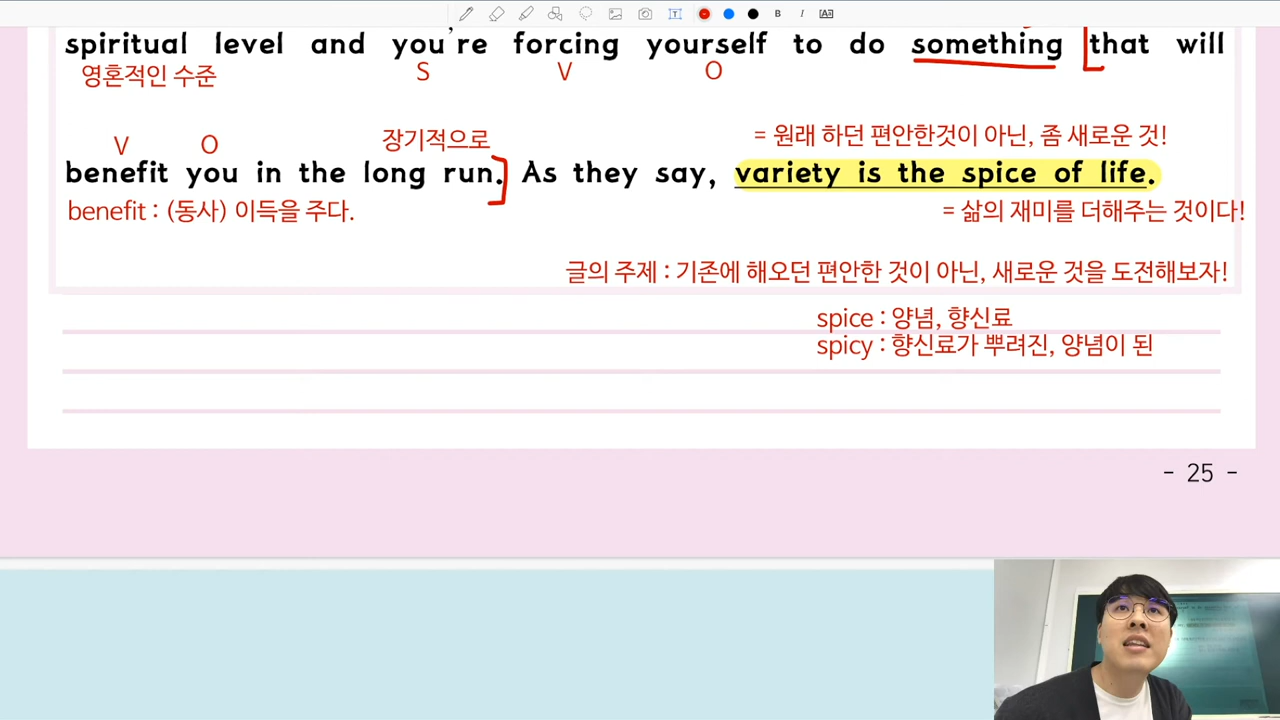 B I A
spiritual level and you're forcing yourself to do something [that will
영혼적인 수준 S V O
V O 장기적으로 = 원래 하던 편안한것이 아닌, 좀 새로운 것!
benefit you in the long run.] As they say, variety is the spice of life.
benefit : (동사) 이득을 주다. = 삶의 재미를 더해주는 것이다!
글의 주제 : 기존에 해오던 편안한 것이 아닌, 새로운 것을 도전해보자!
spice : 양념, 향신료
spicy : 향신료가 뿌려진, 양념이 된
- 25 -